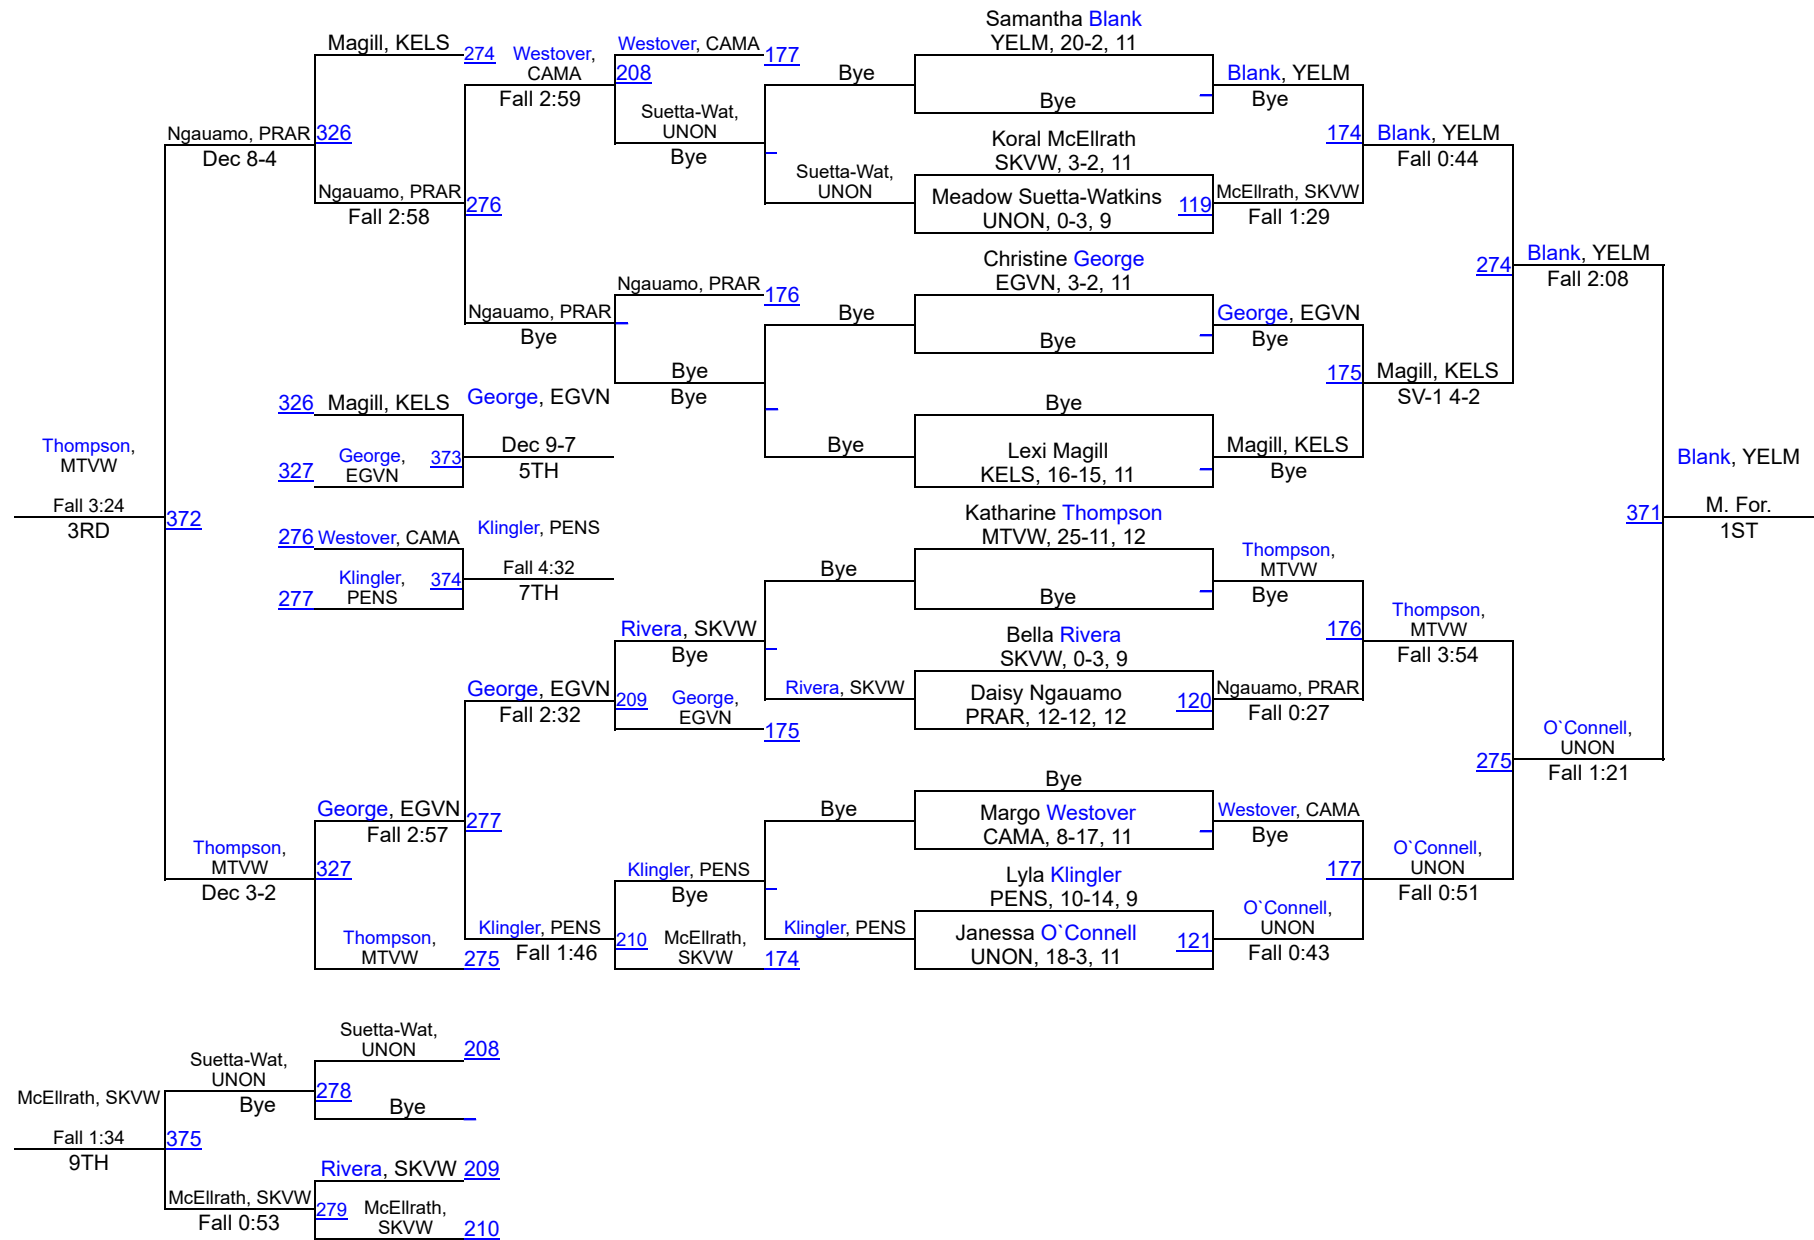 Samantha Blank
YELM, 20-2, 11
Magill, KELS
274
Westover,
CAMA
Fall 2:59
Westover, CAMA
177
208
Bye
Bye
Blank, YELM
Bye
Suetta-Wat,
UNON
Bye
Ngauamo, PRAR
326
Dec 8-4
Koral McEllrath
SKVW, 3-2, 11
174
Blank, YELM
Fall 0:44
Suetta-Wat,
UNON
Meadow Suetta-Watkins
UNON, 0-3, 9
119
McEllrath, SKVW
Fall 1:29
Ngauamo, PRAR
Fall 2:58
276
Christine George
EGVN, 3-2, 11
274
Blank, YELM
Fall 2:08
Ngauamo, PRAR
176
Ngauamo, PRAR
Bye
Bye
Bye
George, EGVN
Bye
Bye
Bye
175
Magill, KELS
SV-1 4-2
326
Magill, KELS
George, EGVN
Bye
Thompson,
MTVW
327
George,
EGVN
373
Dec 9-7
5TH
Bye
Lexi Magill
KELS, 16-15, 11
Magill, KELS
Bye
Blank, YELM
Fall 3:24
3RD
372
Katharine Thompson
MTVW, 25-11, 12
371
M. For.
1ST
276
Westover, CAMA
Klingler, PENS
277
Klingler,
PENS
374
Fall 4:32
7TH
Bye
Bye
Thompson,
MTVW
Bye
Rivera, SKVW
Bye
Bella Rivera
SKVW, 0-3, 9
176
Thompson,
MTVW
Fall 3:54
George, EGVN
Fall 2:32
209
George,
EGVN
175
Rivera, SKVW
Daisy Ngauamo
PRAR, 12-12, 12
120
Ngauamo, PRAR
Fall 0:27
275
O`Connell,
UNON
Fall 1:21
Bye
George, EGVN
Fall 2:57
277
Bye
Margo Westover
CAMA, 8-17, 11
Westover, CAMA
Bye
Thompson,
MTVW
Dec 3-2
327
Klingler, PENS
Bye
Lyla Klingler
PENS, 10-14, 9
177
O`Connell,
UNON
Fall 0:51
Thompson,
MTVW
275
Klingler, PENS
Fall 1:46
210
McEllrath,
SKVW
174
Klingler, PENS
Janessa O`Connell
UNON, 18-3, 11
121
O`Connell,
UNON
Fall 0:43
Suetta-Wat,
UNON
208
Suetta-Wat,
UNON
Bye
278
Bye
McEllrath, SKVW
Fall 1:34
9TH
375
Rivera, SKVW
209
McEllrath, SKVW
Fall 0:53
279
McEllrath,
SKVW
210